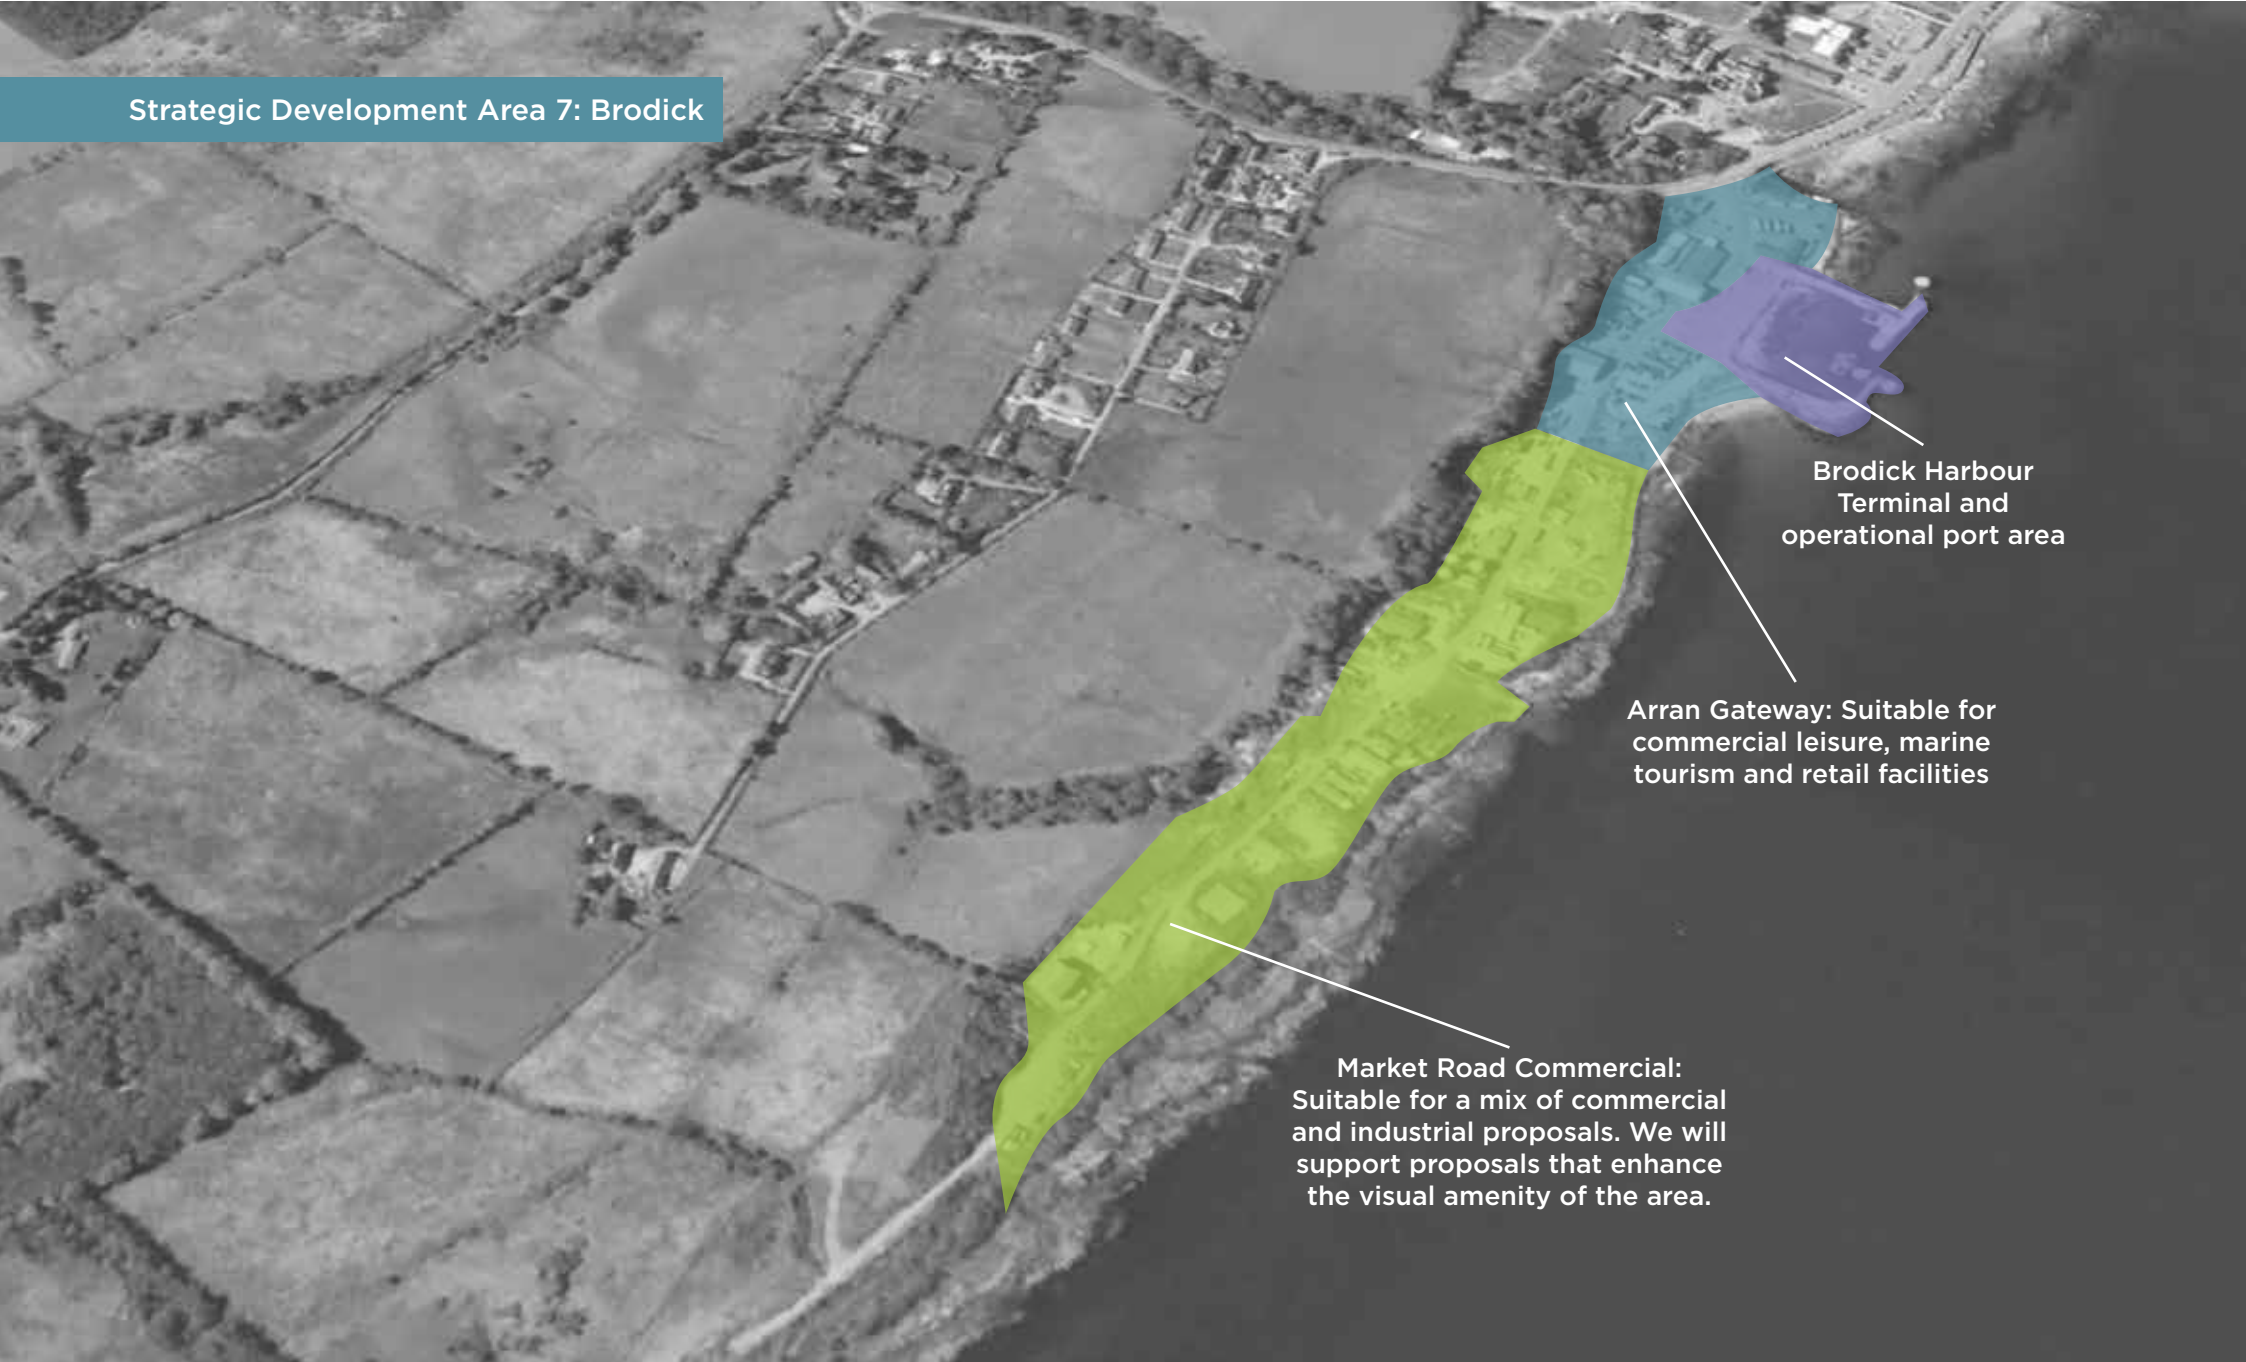 Strategic Development Area 7: Brodick
Brodick Harbour
Terminal and
operational port area
Arran Gateway: Suitable for
commercial leisure, marine
tourism and retail facilities
Market Road Commercial:
Suitable for a mix of commercial
and industrial proposals. We will
support proposals that enhance
the visual amenity of the area.